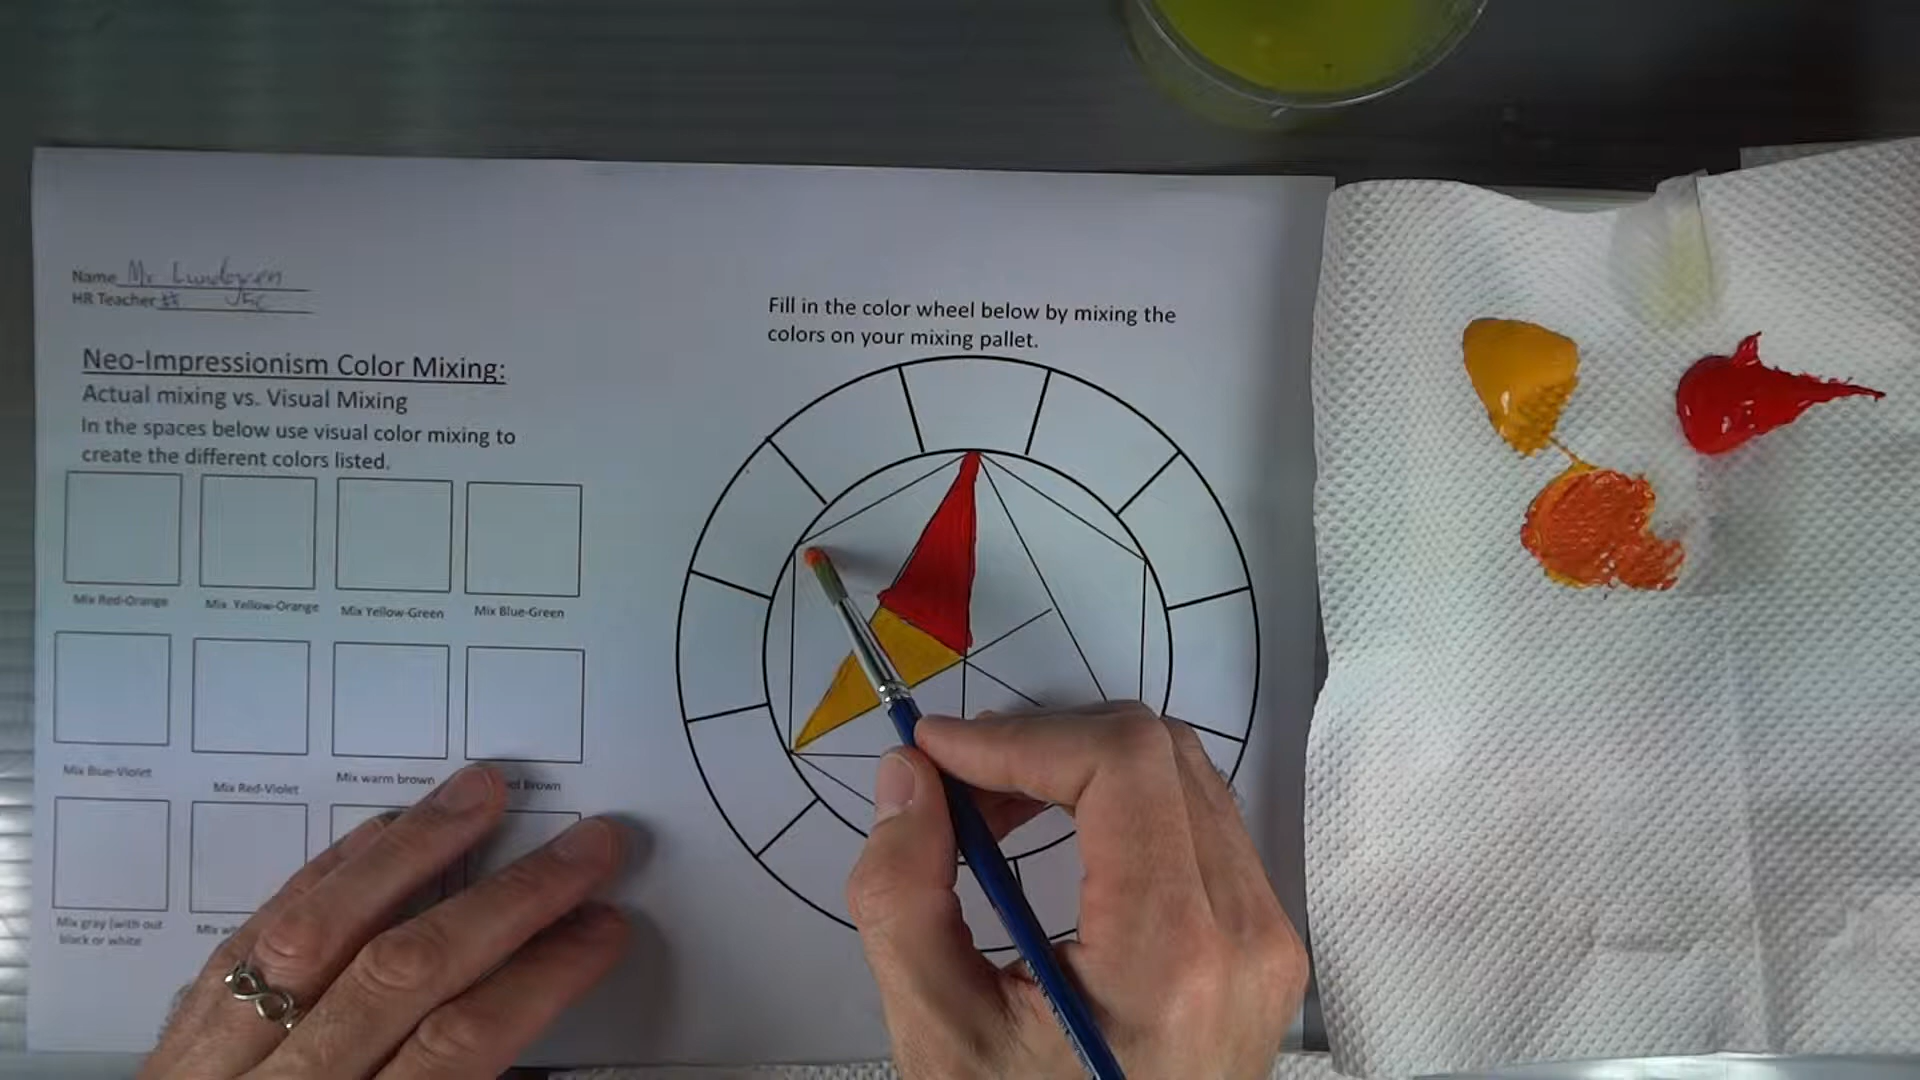 Name Mr Lundgren
HR Teacher
Neo-Impressionism Color Mixing:
Actual mixing vs. Visual Mixing
In the spaces below use visual color mixing to
create the different colors listed.
Mix Red-Orange
Mix Yellow-Orange
Mix Yellow-Green
Mix Blue-Green
Mix Blue-Violet
Mix Red-Violet
Mix warm brown
Brown
Mix gray (with out
black or white
Mix
Fill in the color wheel below by mixing the
colors on your mixing pallet.